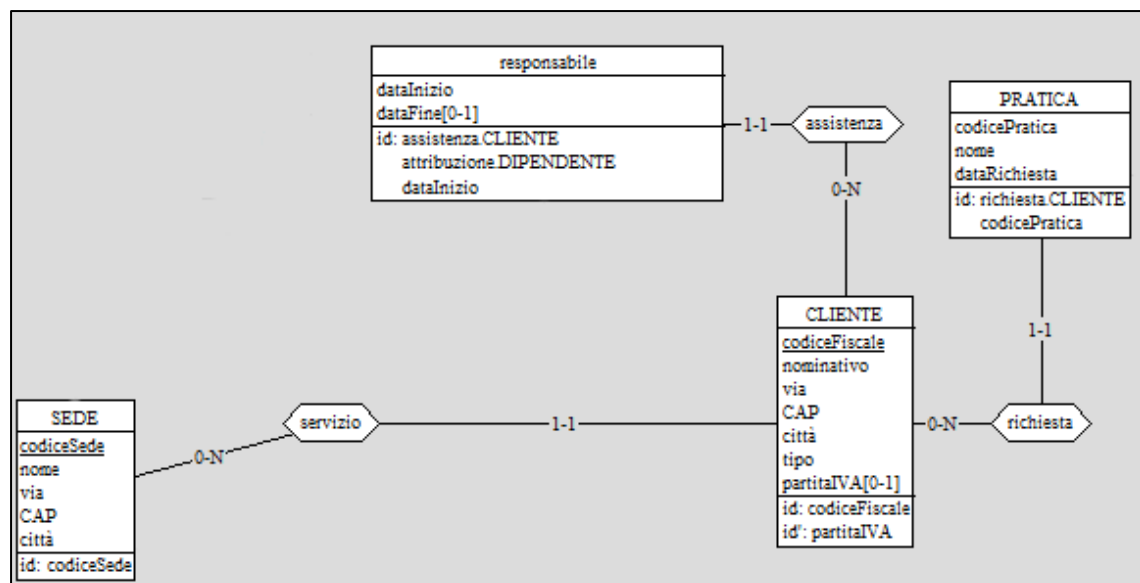 responsabile
dataInizio
dataFine[0-1]
id: assistenza.CLIENTE
attribuzione.DIPENDENTE
dataInizio
1-1
assistenza
0-N
PRATICA
codicePratica
nome
dataRichiesta
id: richiesta.CLIENTE
codicePratica
1-1
CLIENTE
codiceFiscale
nominativo
via
CAP
città
tipo
partitaIVA[0-1]
id: codiceFiscale
id': partitaIVA
0-N
richiesta
SEDE
codiceSede
nome
via
CAP
città
id: codiceSede
0-N
servizio
1-1